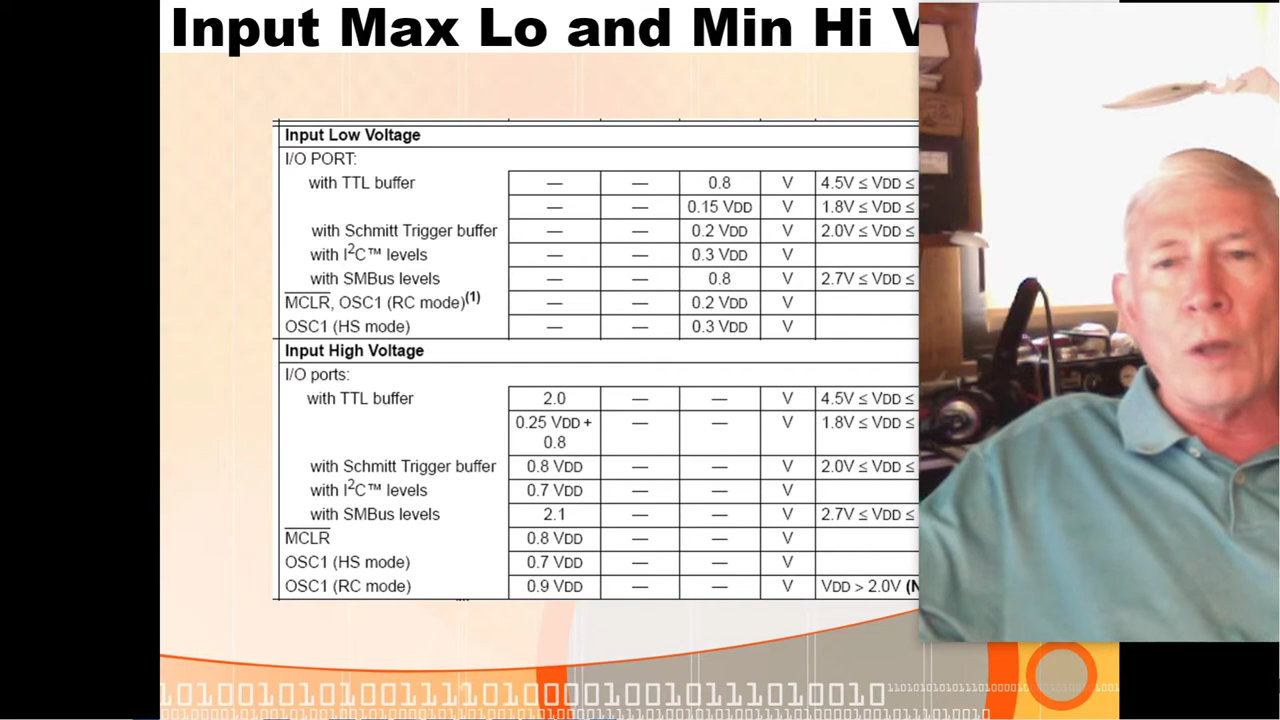 Input Max Lo and Min Hi
Input Low Voltage
I/O PORT:
with TTL buffer — — 0.8 V 4.5V ≤ VDD ≤
— — 0.15 VDD V 1.8V ≤ VDD ≤
with Schmitt Trigger buffer — — 0.2 VDD V 2.0V ≤ VDD ≤
with I2C™ levels — — 0.3 VDD V
with SMBus levels — — 0.8 V 2.7V ≤ VDD ≤
MCLR, OSC1 (RC mode)(1) — — 0.2 VDD V
OSC1 (HS mode) — — 0.3 VDD V
Input High Voltage
I/O ports:
with TTL buffer 2.0 — — V 4.5V ≤ VDD ≤
0.25 VDD + — — V 1.8V ≤ VDD ≤
0.8
with Schmitt Trigger buffer 0.8 VDD — — V 2.0V ≤ VDD ≤
with I2C™ levels 0.7 VDD — — V
with SMBus levels 2.1 — — V 2.7V ≤ VDD ≤
MCLR 0.8 VDD — — V
OSC1 (HS mode) 0.7 VDD — — V
OSC1 (RC mode) 0.9 VDD — — V VDD > 2.0V